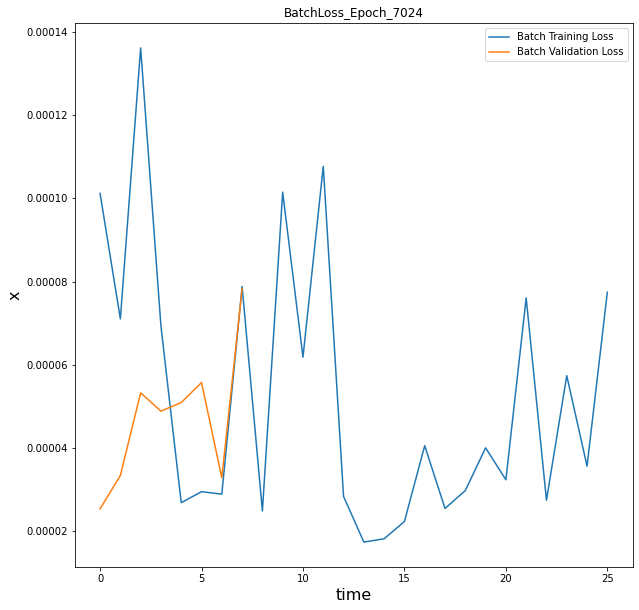 BatchLoss_Epoch_7024
Batch Training Loss
Batch Validation Loss
0.00014
0.00012
0.00010
0.00008
0.00006
0.00004
0.00002
x
0 5 10 15 20 25
time